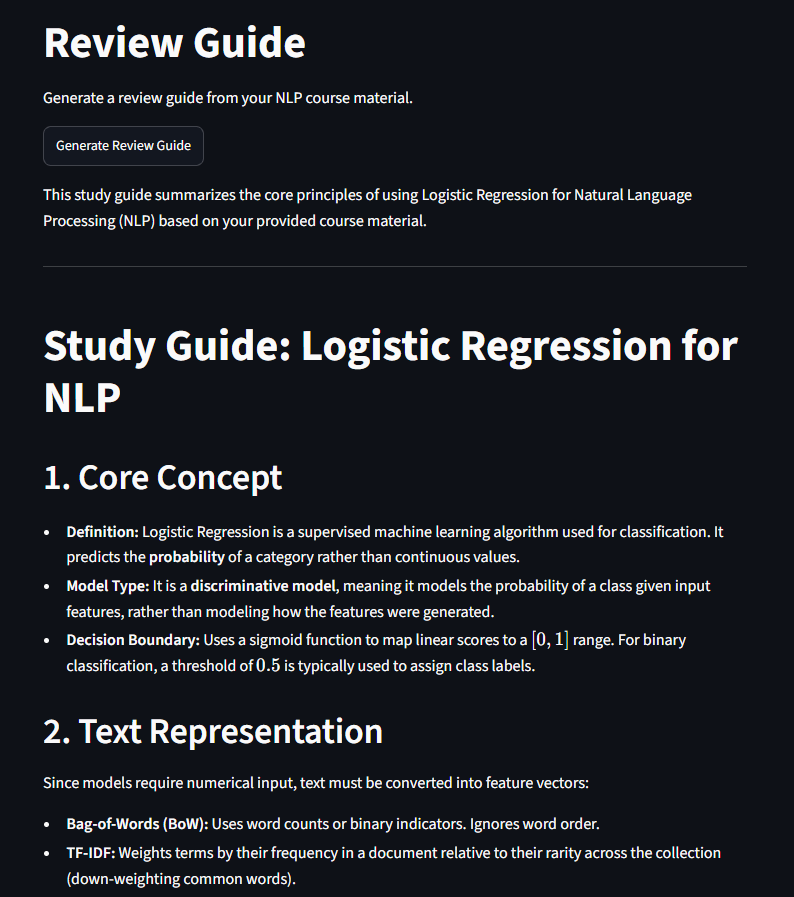 Review Guide
Generate a review guide from your NLP course material.
Generate Review Guide
This study guide summarizes the core principles of using Logistic Regression for Natural Language
Processing (NLP) based on your provided course material.
Study Guide: Logistic Regression for
NLP
1. Core Concept
• Definition: Logistic Regression is a supervised machine learning algorithm used for classification. It
predicts the probability of a category rather than continuous values.
• Model Type: It is a discriminative model, meaning it models the probability of a class given input
features, rather than modeling how the features were generated.
• Decision Boundary: Uses a sigmoid function to map linear scores to a [0, 1] range. For binary
classification, a threshold of 0.5 is typically used to assign class labels.
2. Text Representation
Since models require numerical input, text must be converted into feature vectors:
• Bag-of-Words (BoW): Uses word counts or binary indicators. Ignores word order.
• TF-IDF: Weights terms by their frequency in a document relative to their rarity across the collection
(down-weighting common words).